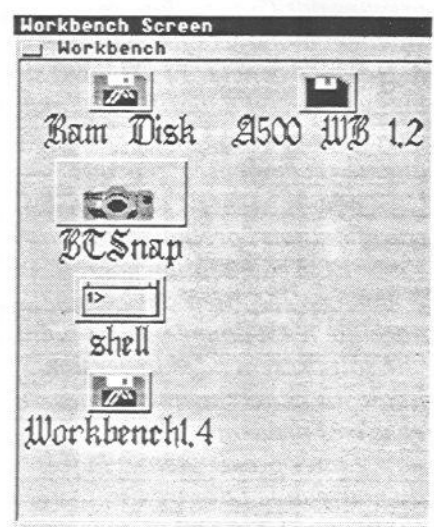 Workbench Screen
Workbench
Ram Disk A500 WB 1.2
BTSnap
1>
shell
Workbench1.4